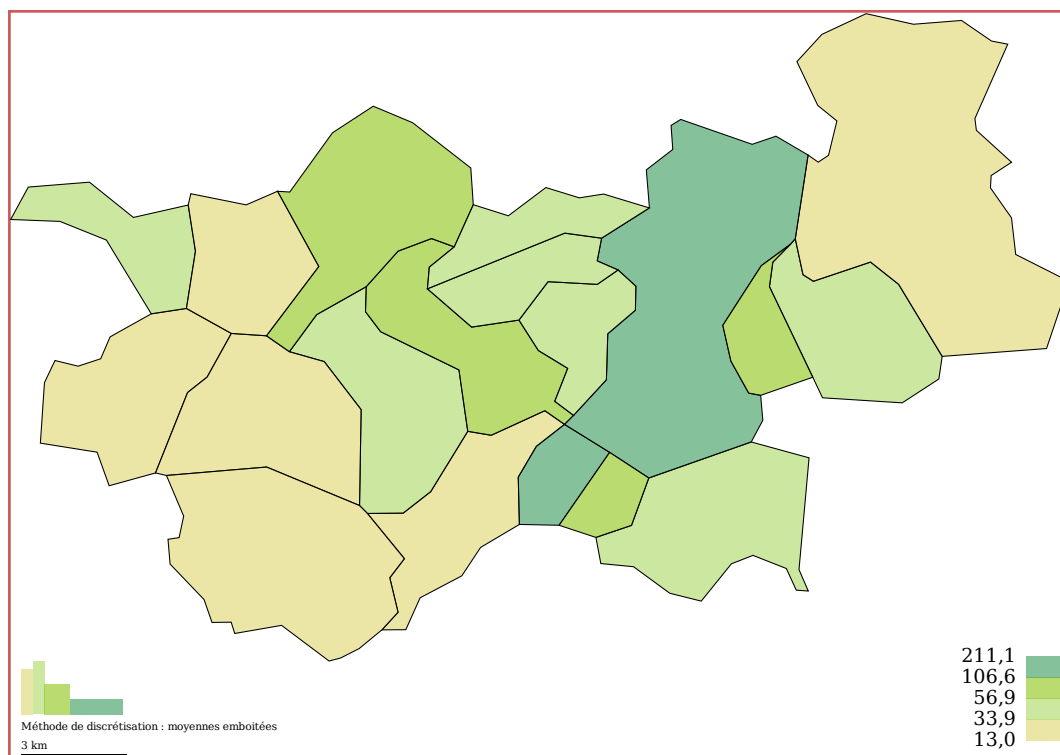 211,1
106,6
56,9
33,9
13,0
Méthode de discrétisation : moyennes emboitées
3 km